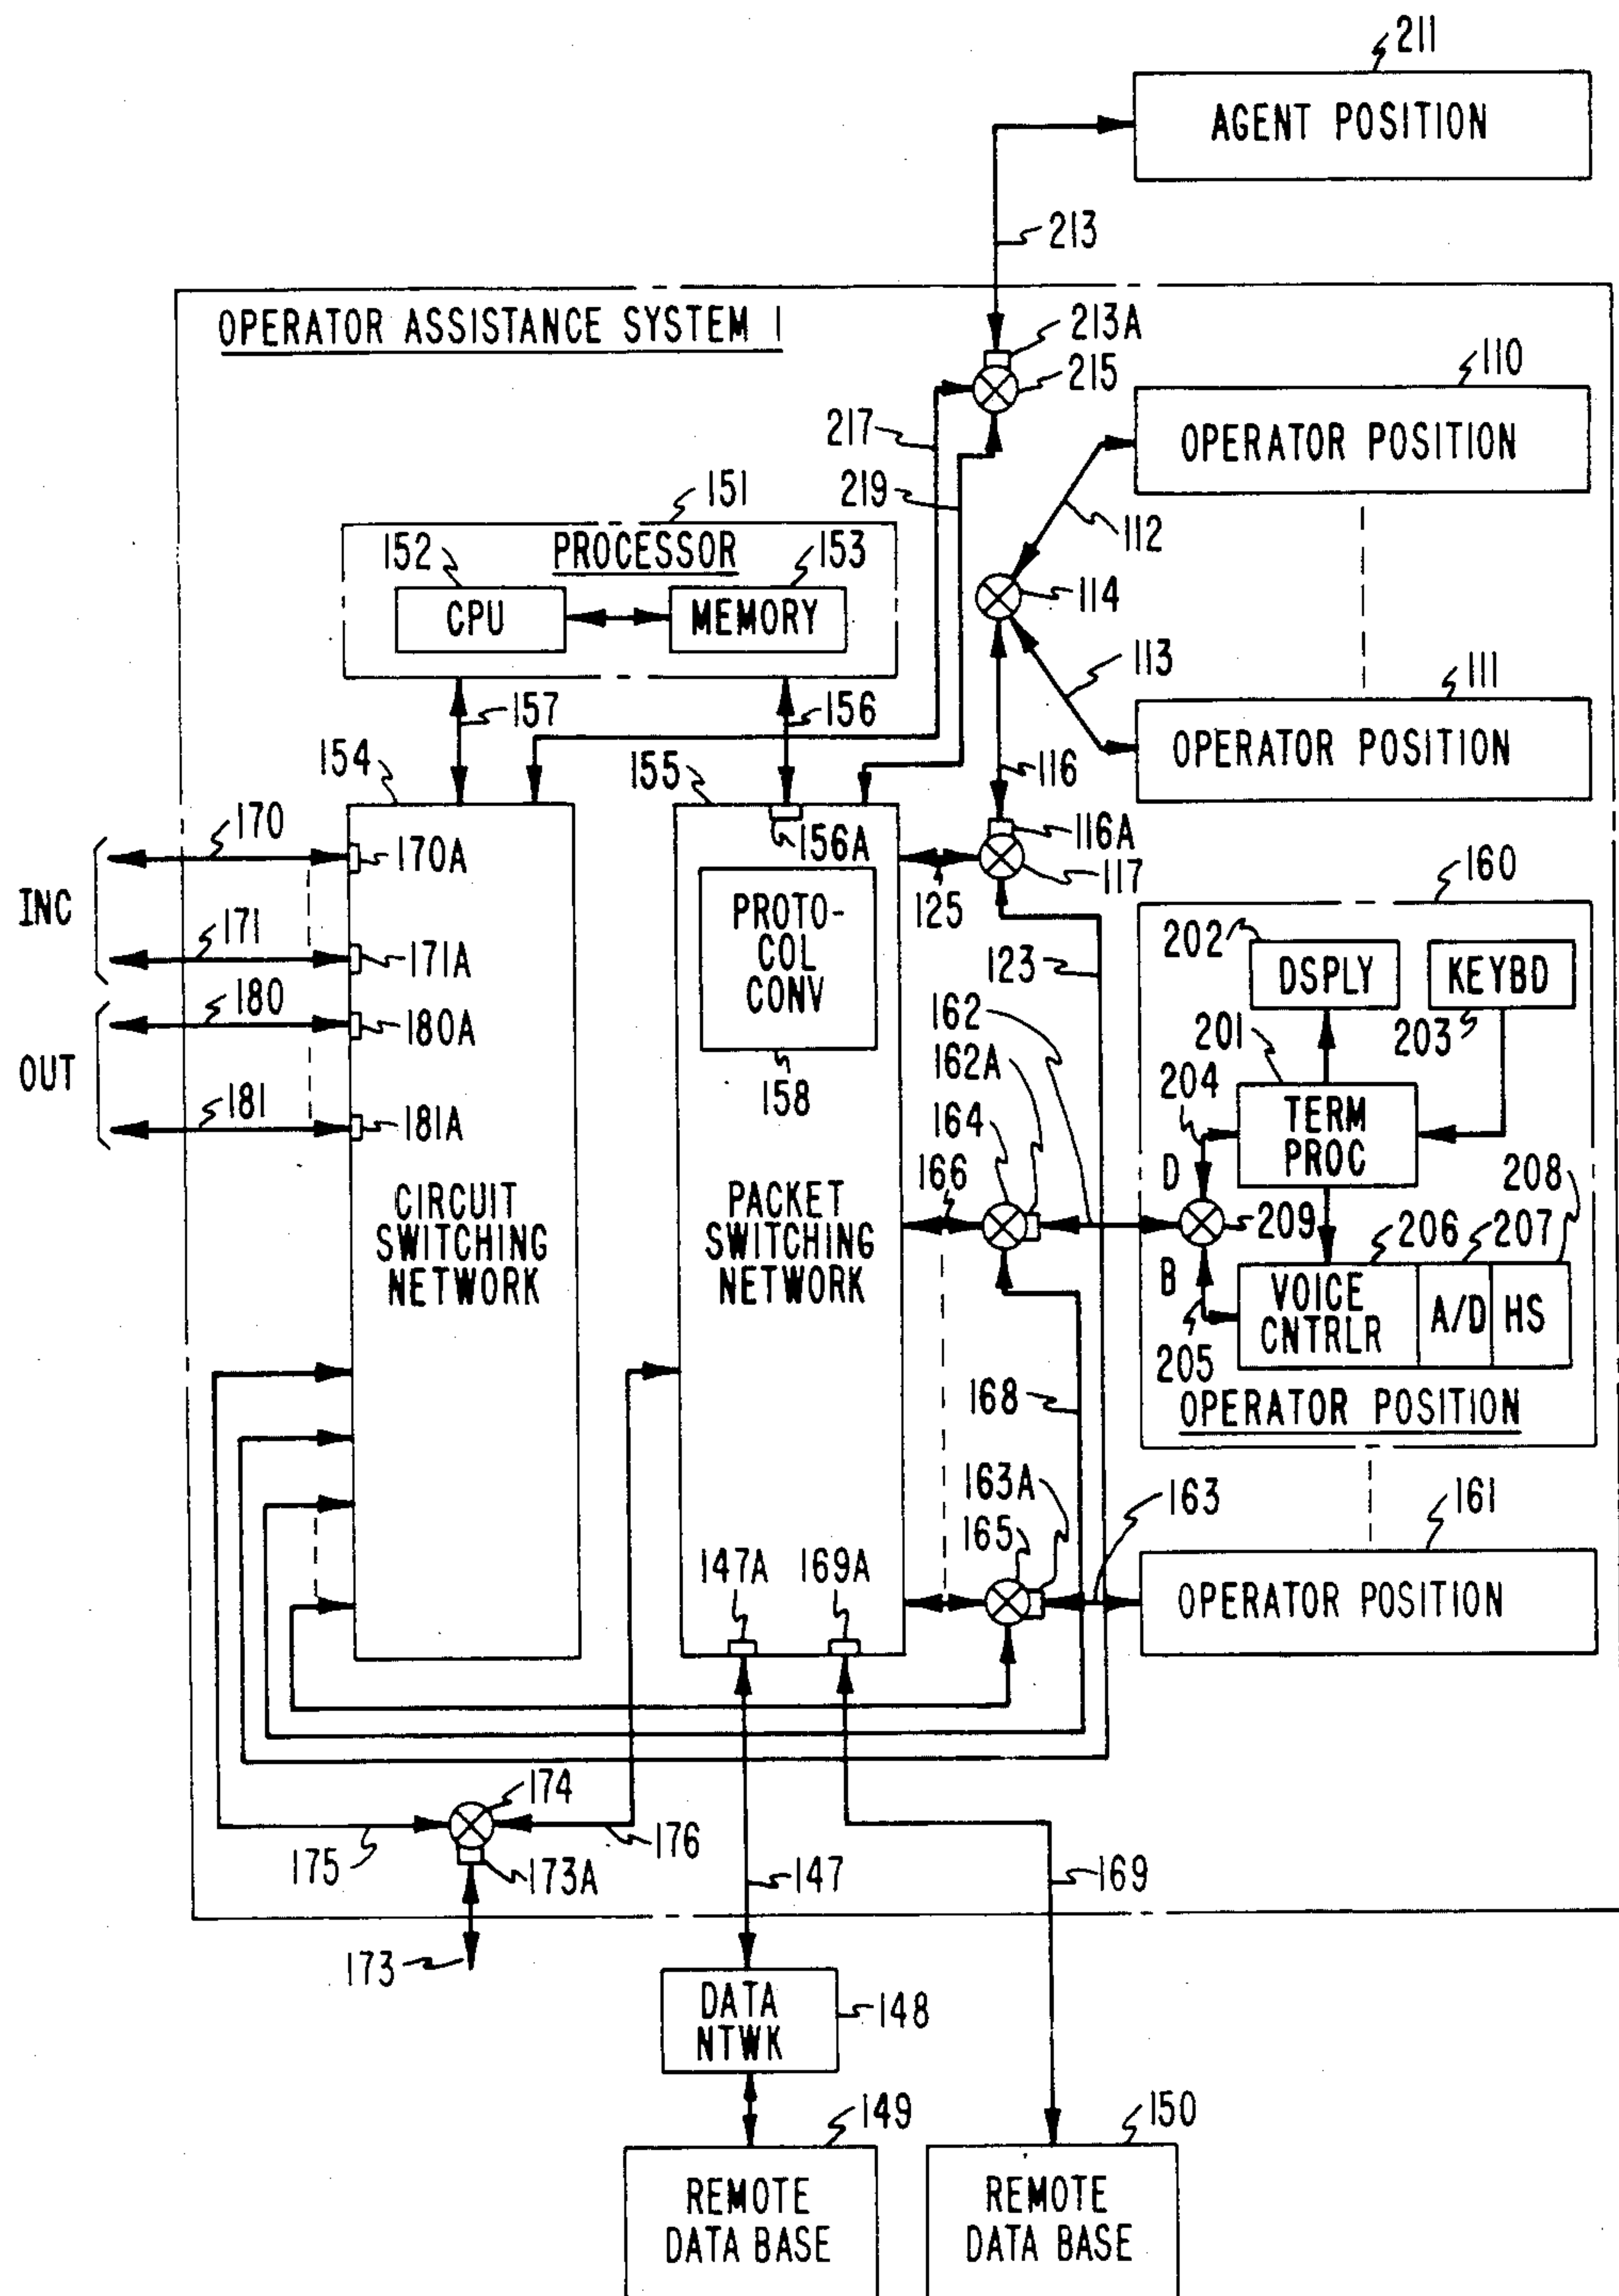 211
AGENT POSITION
213
OPERATOR ASSISTANCE SYSTEM 1
213A
215
110
217
OPERATOR POSITION
219
151
112
152
PROCESSOR
153
114
CPU
MEMORY
113
111
157
156
154
155
116
OPERATOR POSITION
170
170A
156A
116A
117
160
INC
PROTO-
COL
CONV
125
202
DSPLY
KEYBD
171
171A
123
203
180
180A
162
201
162A
204
OUT
158
164
TERM
PROC
181
181A
D
208
166
CIRCUIT
SWITCHING
NETWORK
PACKET
SWITCHING
NETWORK
209
206
207
B
VOICE
CNTRLR
A/D
HS
205
168
OPERATOR POSITION
163A
163
161
165
147A
169A
OPERATOR POSITION
174
175
176
173A
147
169
173
DATA
NTWK
148
149
150
REMOTE
DATA BASE
REMOTE
DATA BASE